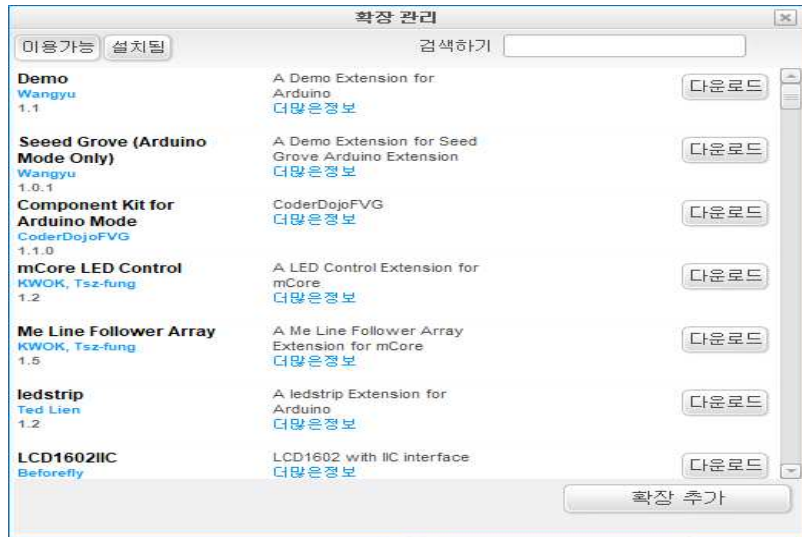 확장 관리
이용가능 설치됨 검색하기
Demo
Wangyu
1.1
A Demo Extension for
Arduino
더많은정보
다운로드
Seeed Grove (Arduino
Mode Only)
Wangyu
1.0.1
A Demo Extension for Seed
Grove Arduino Extension
더많은정보
다운로드
Component Kit for
Arduino Mode
CoderDojoFVG
1.1.0
CoderDojoFVG
더많은정보
다운로드
mCore LED Control
KWOK, Tsz-fung
1.2
A LED Control Extension for
mCore
더많은정보
다운로드
Me Line Follower Array
KWOK, Tsz-fung
1.5
A Me Line Follower Array
Extension for mCore
더많은정보
다운로드
ledstrip
Ted Lien
1.2
A ledstrip Extension for
Arduino
더많은정보
다운로드
LCD1602IIC
Beforefly
LCD1602 with IIC interface
더많은정보
다운로드
확장 추가